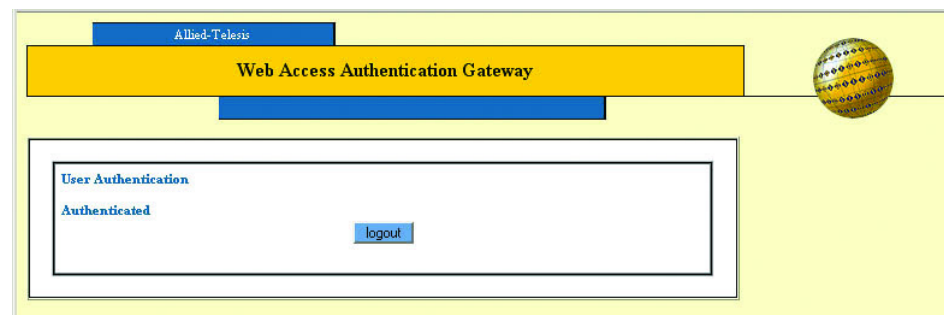 Allied-Telesis
Web Access Authentication Gateway
User Authentication
Authenticated
logout